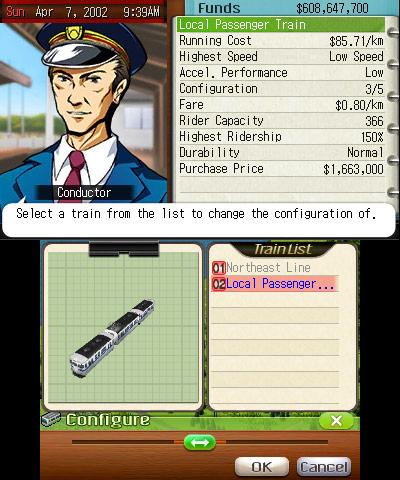 Sun Apr 7, 2002 9:39AM
Funds $608,647,700
Local Passenger Train
Running Cost $85.71/km
Highest Speed Low Speed
Accel. Performance Low
Configuration 3/5
Fare $0.80/km
Rider Capacity 366
Highest Ridership 150%
Durability Normal
Purchase Price $1,663,000
Conductor
Select a train from the list to change the configuration of.
Train List
01 Northeast Line
02 Local Passenger...
Configure
OK Cancel